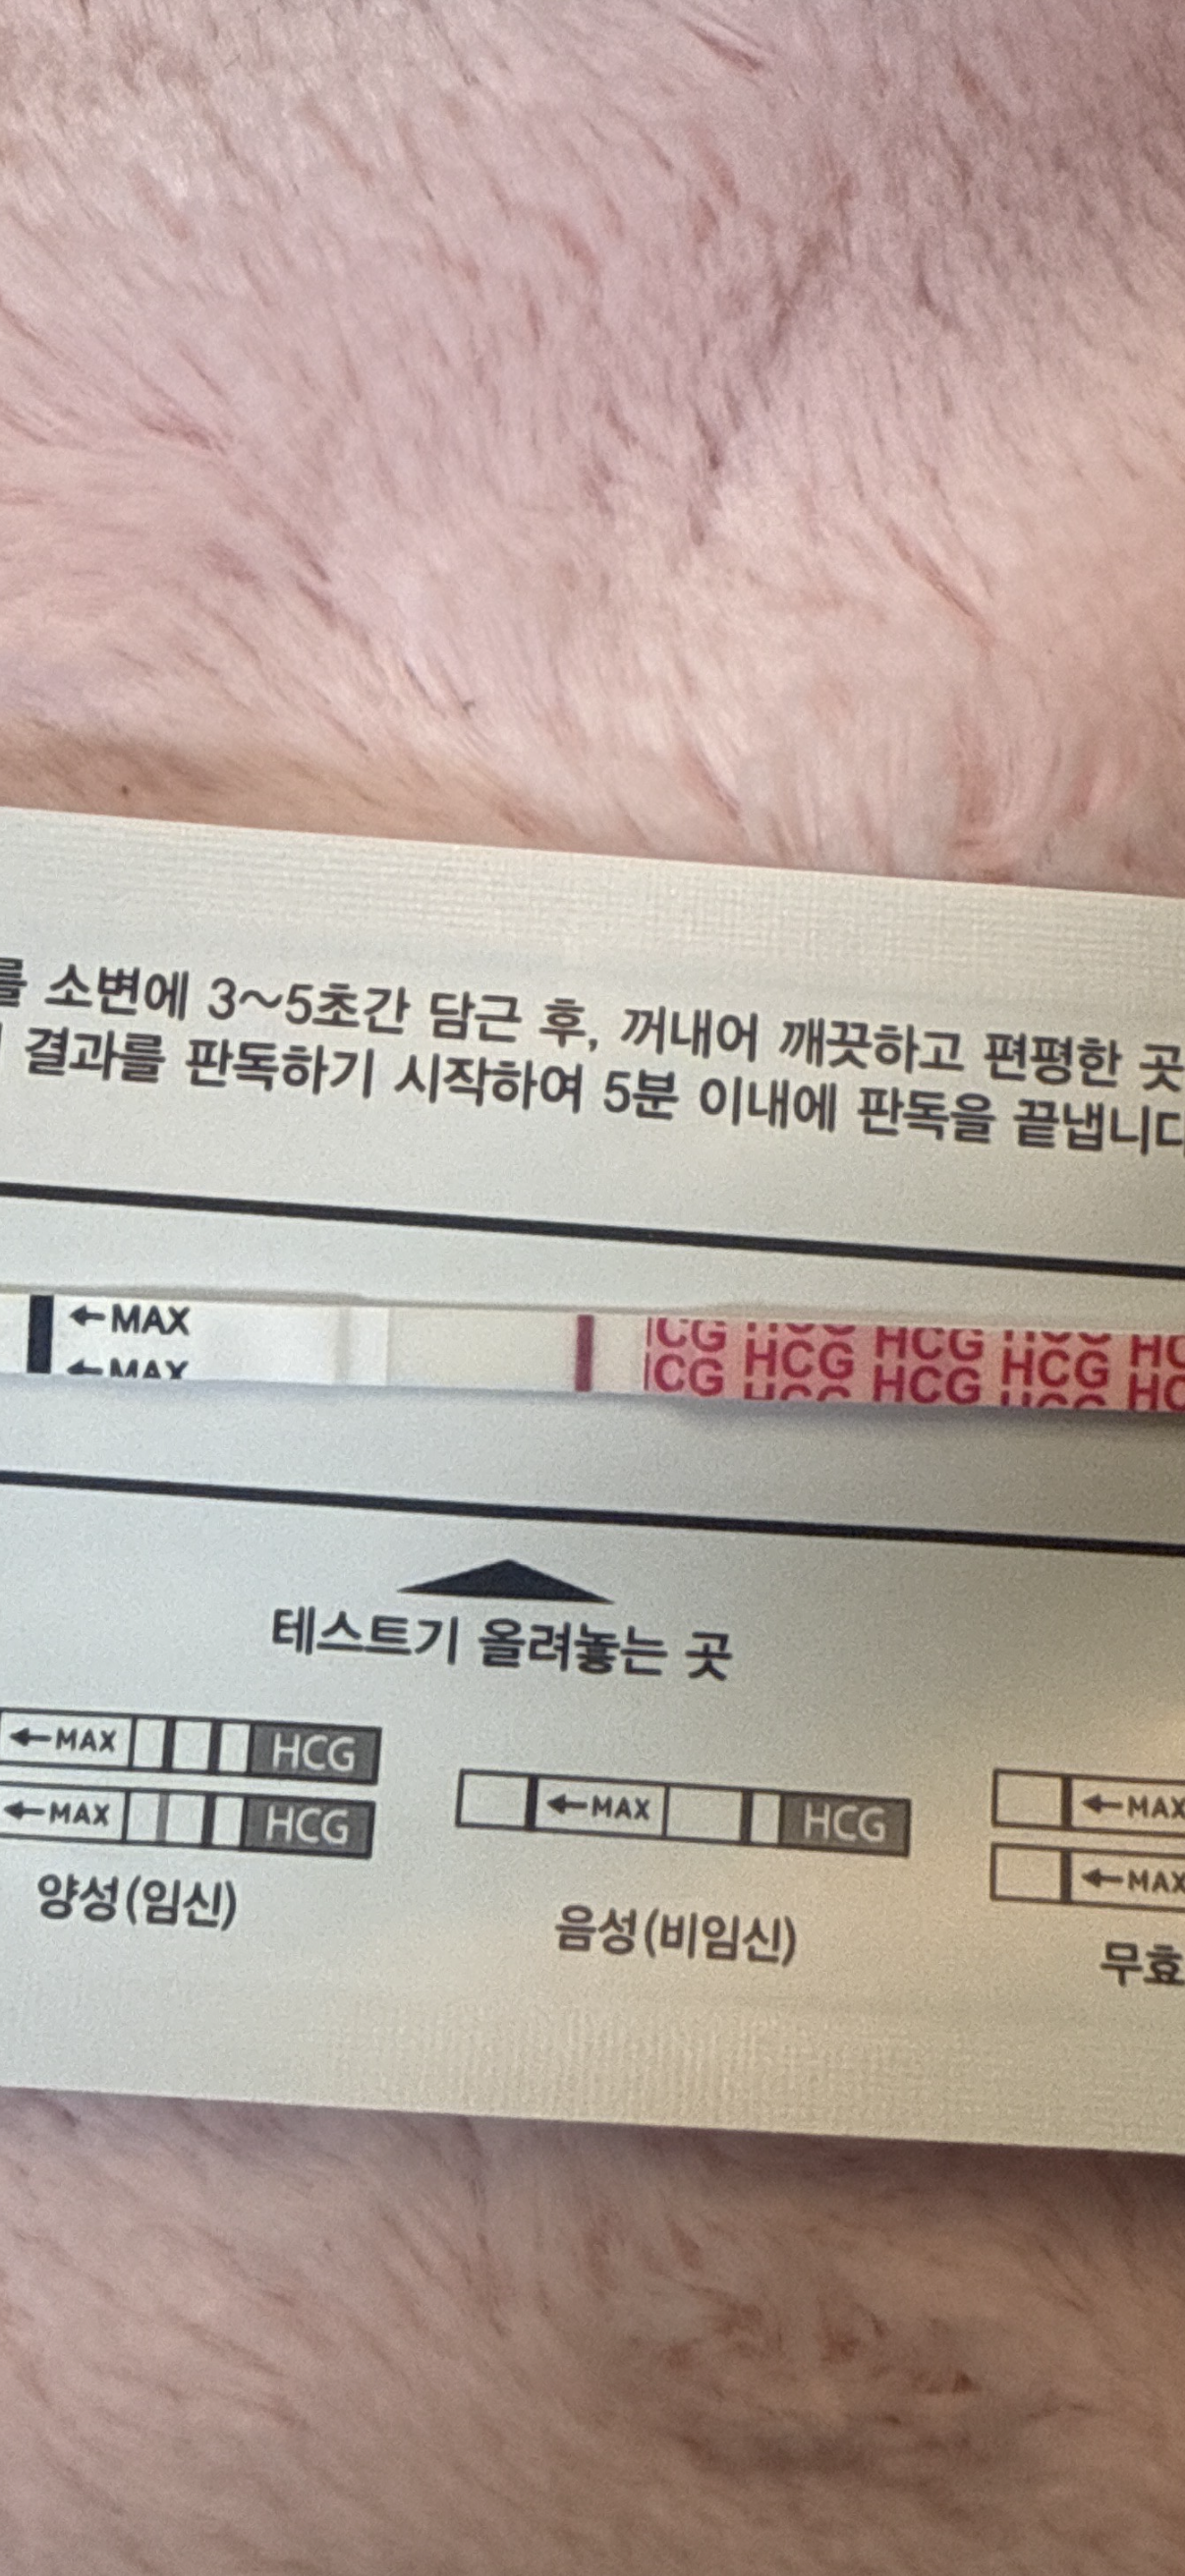 를 소변에 3~5초간 담근 후, 꺼내어 깨끗하고 편평한 곳
결과를 판독하기 시작하여 5분 이내에 판독을 끝냅니다
←MAX
←MAX
HCG HCG HCG
HCG HCG
테스트기 올려놓는 곳
←MAX HCG
←MAX HCG
양성(임신)
←MAX HCG
음성(비임신)
←MAX
←MAX
무효